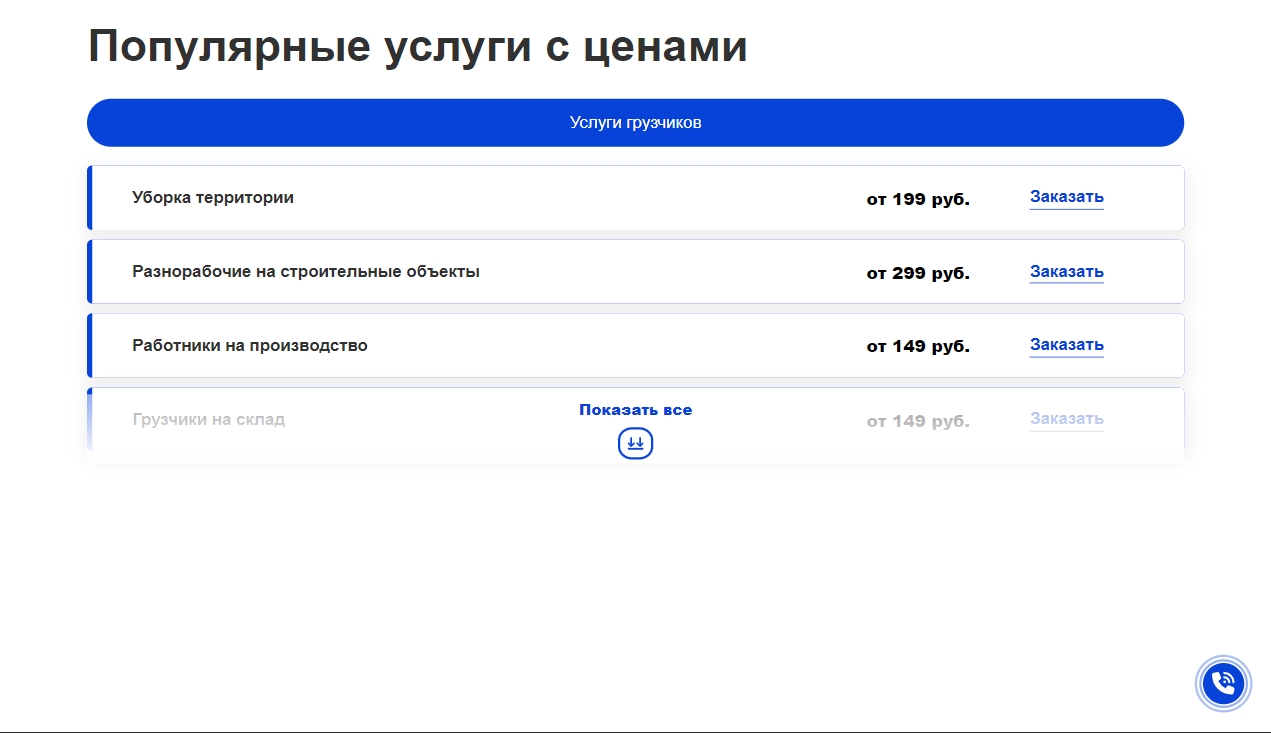 Популярные услуги с ценами
Услуги грузчиков
Уборка территории от 199 руб. Заказать
Разнорабочие на строительные объекты от 299 руб. Заказать
Работники на производство от 149 руб. Заказать
Грузчики на склад от 149 руб. Заказать
Показать все